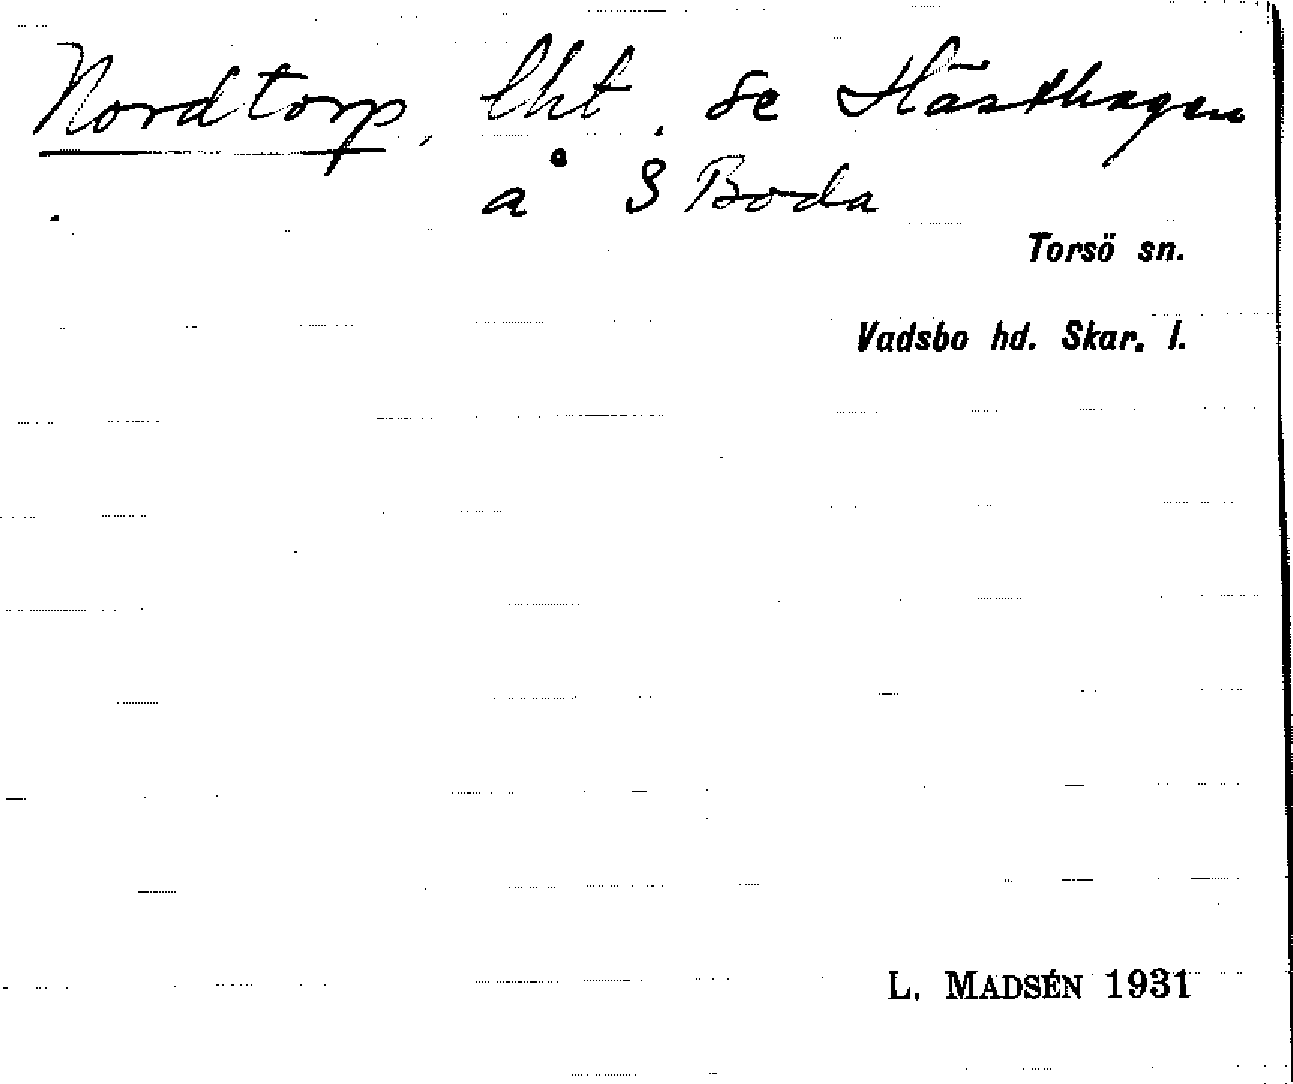 Nordtorp, lht. se Hästhagen
å S Boda
Torsö sn.
Vadsbo hd. Skar. l.
L. MADSÉN 1931